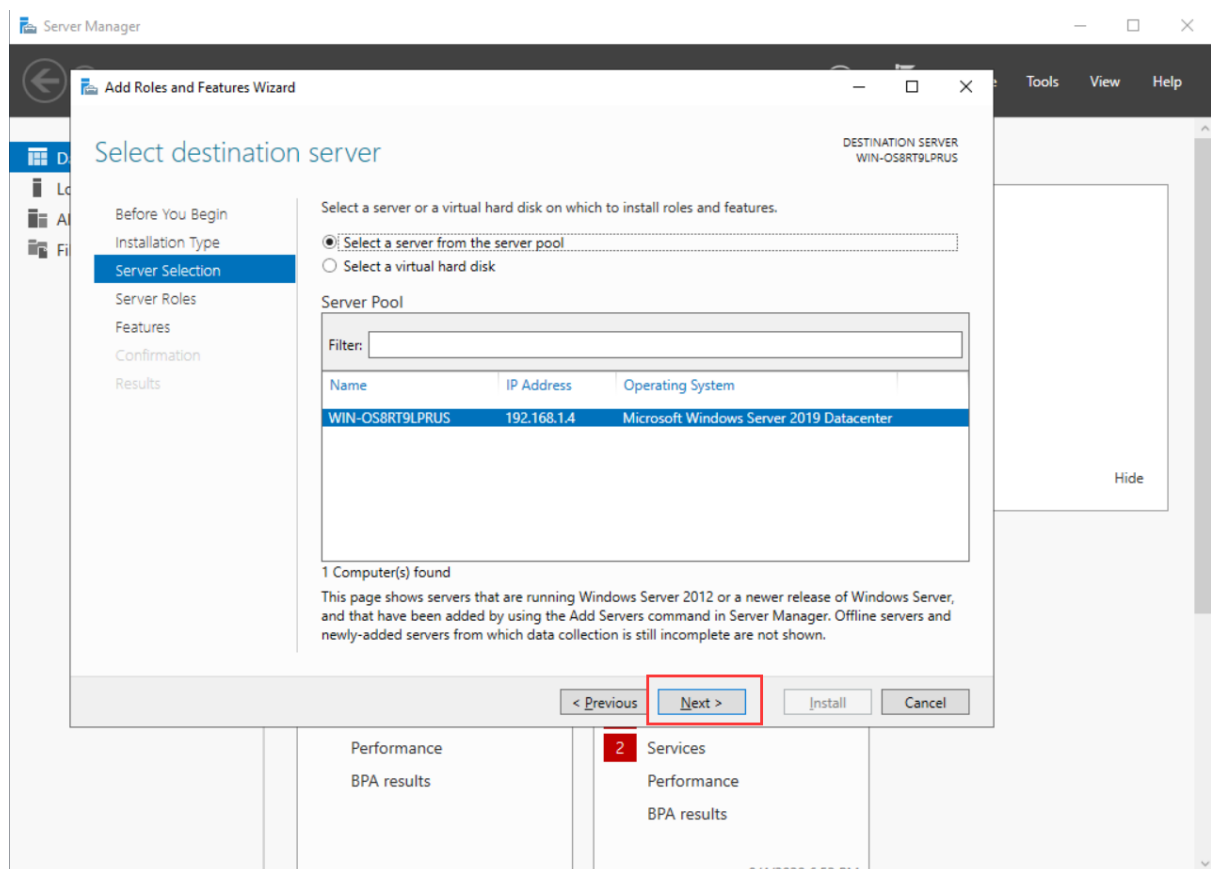 Server Manager
Tools View Help
Add Roles and Features Wizard
Select destination server
DESTINATION SERVER
WIN-OS8RT9LPRUS
Before You Begin
Installation Type
Server Selection
Server Roles
Features
Confirmation
Results
Select a server or a virtual hard disk on which to install roles and features.
Select a server from the server pool
Select a virtual hard disk
Server Pool
Filter:
Name IP Address Operating System
WIN-OS8RT9LPRUS 192.168.1.4 Microsoft Windows Server 2019 Datacenter
1 Computer(s) found
This page shows servers that are running Windows Server 2012 or a newer release of Windows Server,
and that have been added by using the Add Servers command in Server Manager. Offline servers and
newly-added servers from which data collection is still incomplete are not shown.
< Previous Next > Install Cancel
Hide
Performance
BPA results
2 Services
Performance
BPA results